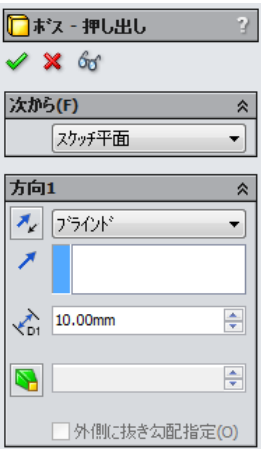 ﾎﾞｽ - 押し出し ?
次から(F)
スケッチ平面
方向1
ﾌﾞﾗｲﾝﾄﾞ
D1
10.00mm
外側に抜き勾配指定(O)